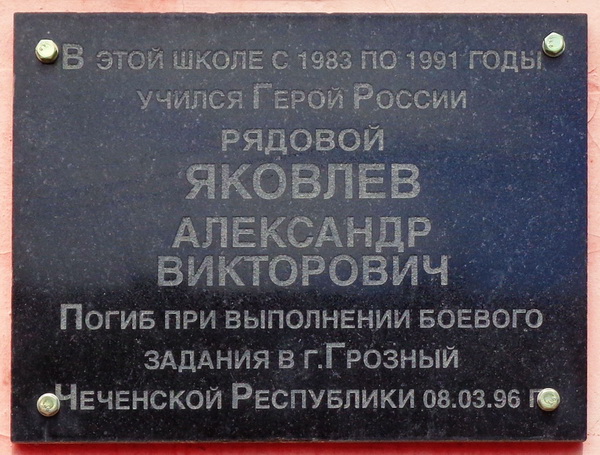 В ЭТОЙ ШКОЛЕ С 1983 ПО 1991 ГОДЫ
УЧИЛСЯ ГЕРОЙ РОССИИ
РЯДОВОЙ
ЯКОВЛЕВ
АЛЕКСАНДР
ВИКТОРОВИЧ
ПОГИБ ПРИ ВЫПОЛНЕНИИ БОЕВОГО
ЗАДАНИЯ В Г.ГРОЗНЫЙ
ЧЕЧЕНСКОЙ РЕСПУБЛИКИ 08.03.96 Г